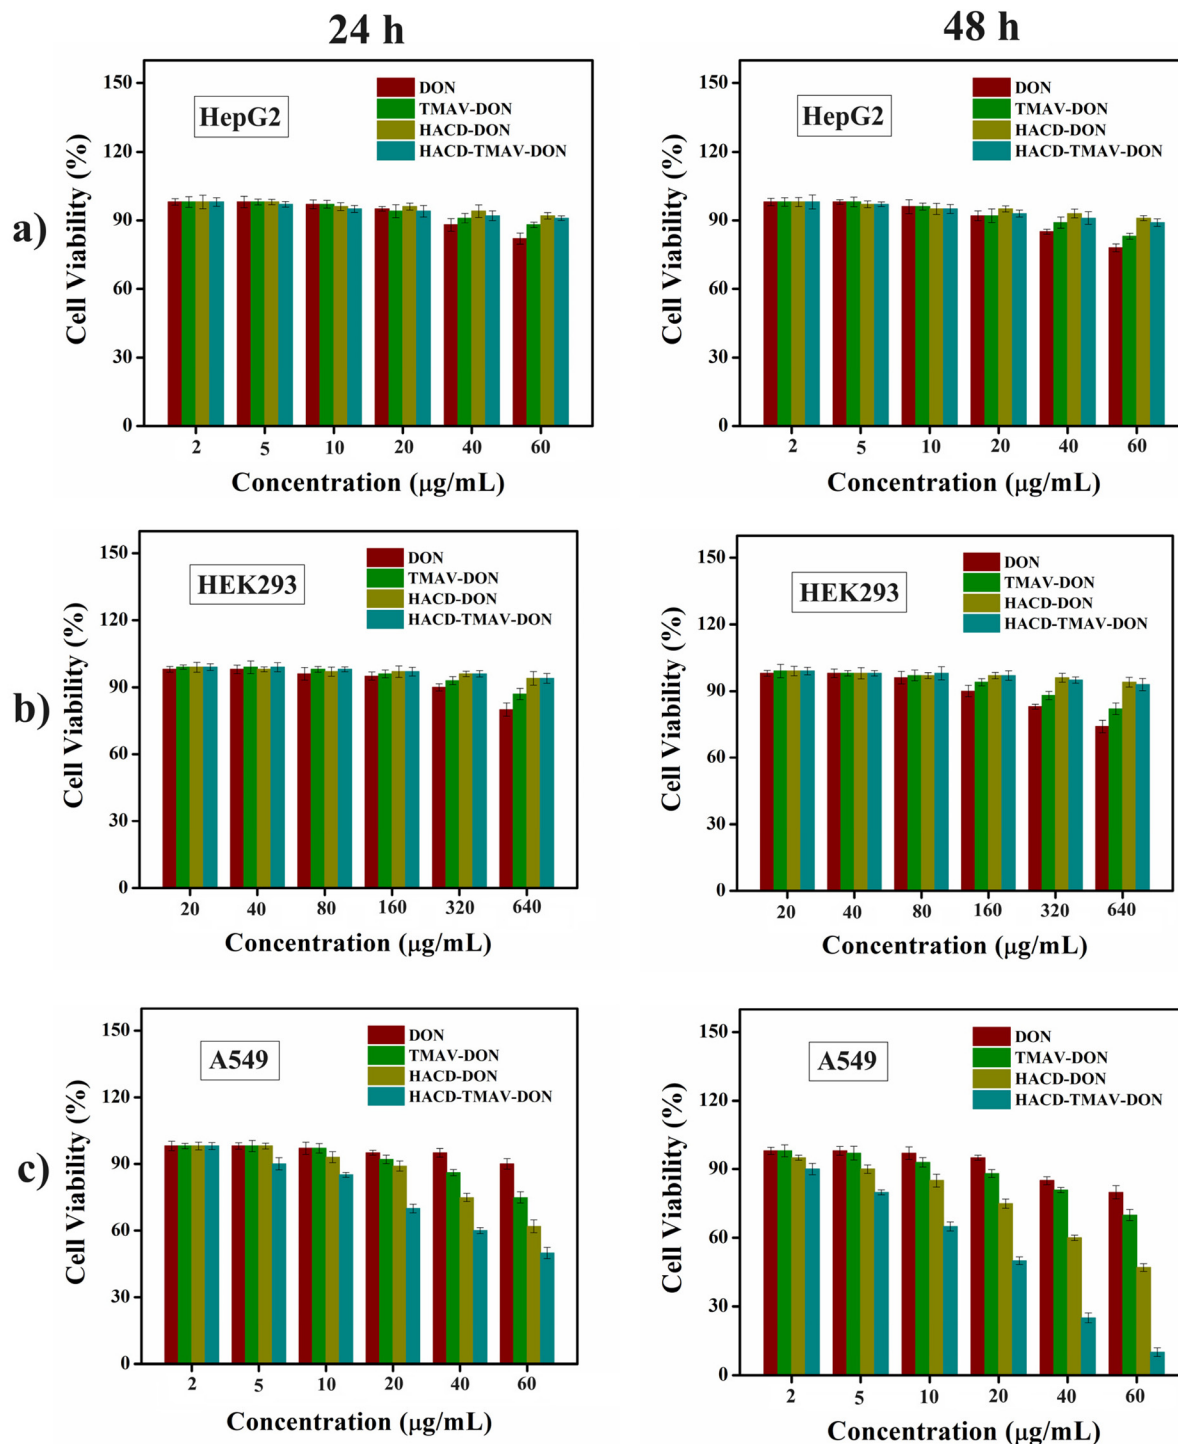 24 h
48 h
a)
HepG2
DON
TMAV-DON
HACD-DON
HACD-TMAV-DON
150
120
90
60
30
0
Cell Viability (%)
2 5 10 20 40 60
Concentration (μg/mL)
HepG2
DON
TMAV-DON
HACD-DON
HACD-TMAV-DON
150
120
90
60
30
0
Cell Viability (%)
2 5 10 20 40 60
Concentration (μg/mL)
b)
HEK293
DON
TMAV-DON
HACD-DON
HACD-TMAV-DON
150
120
90
60
30
0
Cell Viability (%)
20 40 80 160 320 640
Concentration (μg/mL)
HEK293
DON
TMAV-DON
HACD-DON
HACD-TMAV-DON
150
120
90
60
30
0
Cell Viability (%)
20 40 80 160 320 640
Concentration (μg/mL)
c)
A549
DON
TMAV-DON
HACD-DON
HACD-TMAV-DON
150
120
90
60
30
0
Cell Viability (%)
2 5 10 20 40 60
Concentration (μg/mL)
A549
DON
TMAV-DON
HACD-DON
HACD-TMAV-DON
150
120
90
60
30
0
Cell Viability (%)
2 5 10 20 40 60
Concentration (μg/mL)